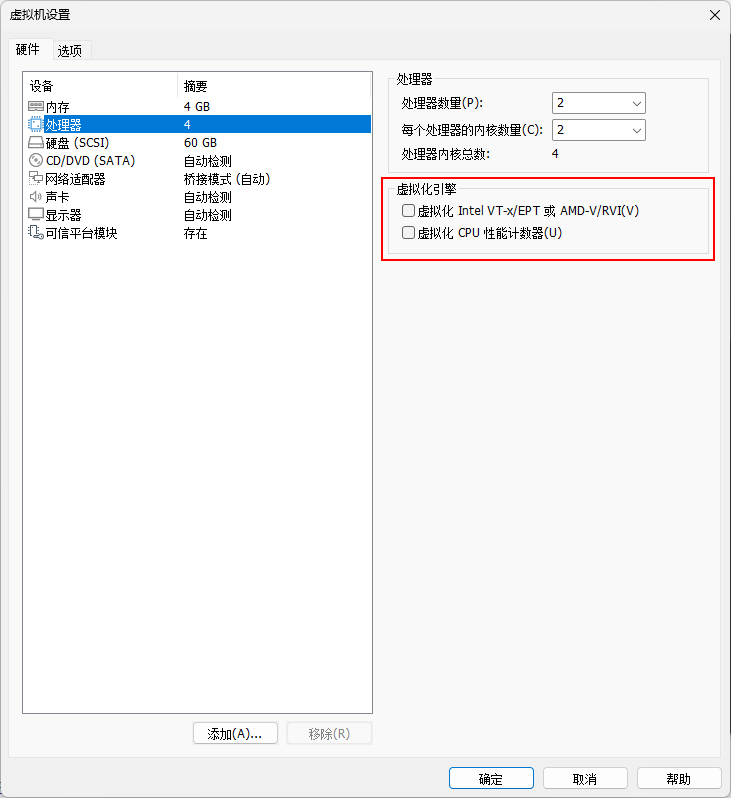 虚拟机设置
硬件 选项
设备 摘要
内存 4 GB
处理器 4
硬盘 (SCSI) 60 GB
CD/DVD (SATA) 自动检测
网络适配器 桥接模式 (自动)
声卡 自动检测
显示器 自动检测
可信平台模块 存在
添加(A)... 移除(R)
处理器
处理器数量(P): 2
每个处理器的内核数量(C): 2
处理器内核总数: 4
虚拟化引擎
虚拟化 Intel VT-x/EPT 或 AMD-V/RVI(V)
虚拟化 CPU 性能计数器(U)
确定 取消 帮助